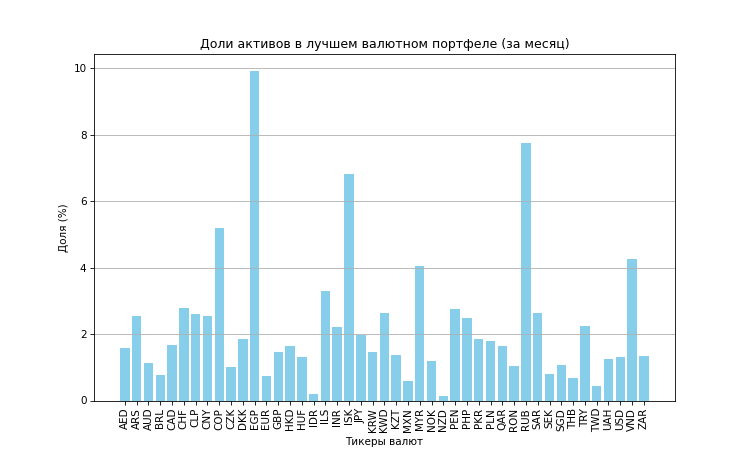 Доли активов в лучшем валютном портфеле (за месяц)
Доля (%)
10
8
6
4
2
0
AED ARS AUD BRL CAD CHF CLP CNY COP CZK DKK EGP EUR GBP HKD HUF IDR ILS INR ISK JPY KRW KWD KZT MXN MYR NOK NZD PEN PHP PKR PLN QAR RON RUB SAR SEK SGD THB TRY TWD UAH USD VND ZAR
Тикеры валют